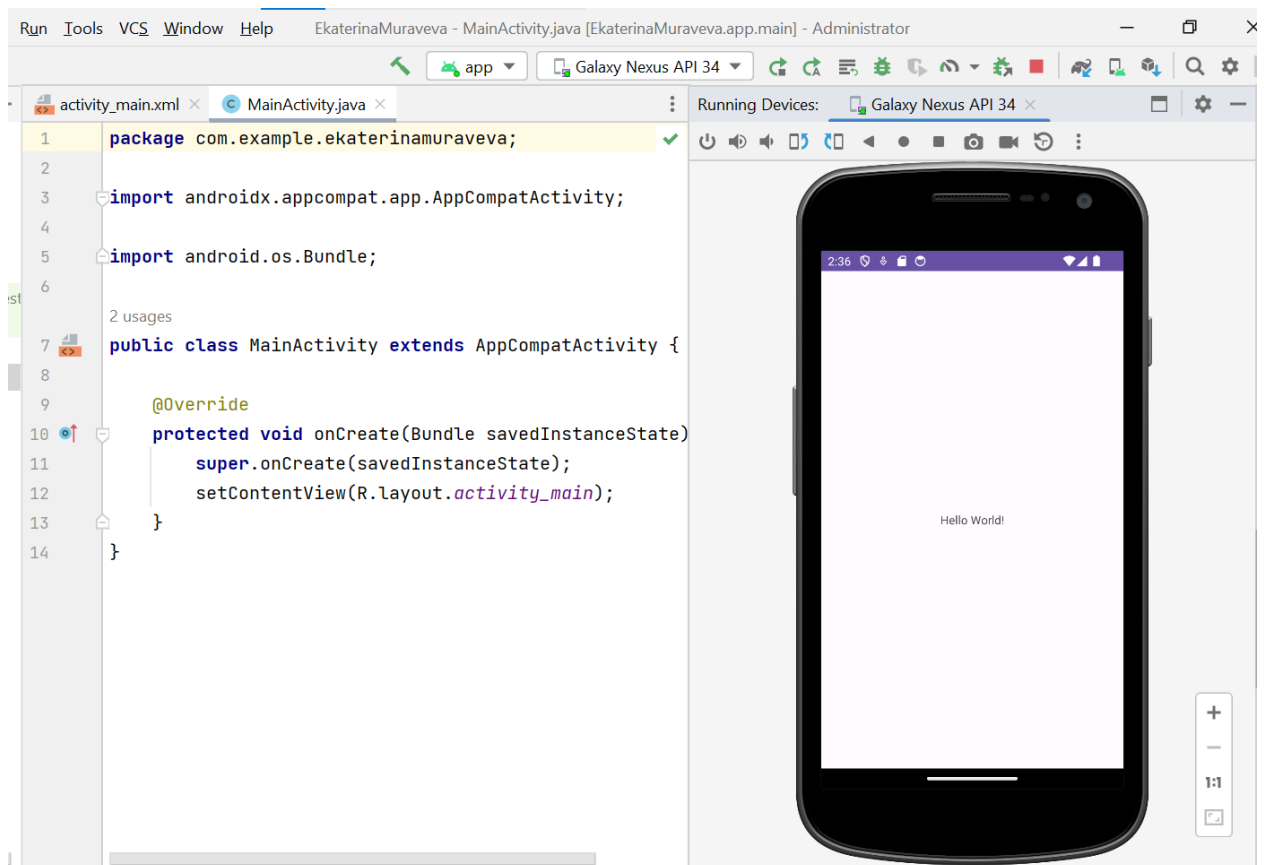 Run Tools VCS Window Help EkaterinaMuraveva - MainActivity.java [EkaterinaMuraveva.app.main] - Administrator
app Galaxy Nexus API 34
activity_main.xml MainActivity.java Running Devices: Galaxy Nexus API 34
1 package com.example.ekaterinamuraveva;
2
3 import androidx.appcompat.app.AppCompatActivity;
4
5 import android.os.Bundle;
6
2 usages
7 public class MainActivity extends AppCompatActivity {
8
9 @Override
10 protected void onCreate(Bundle savedInstanceState)
11 super.onCreate(savedInstanceState);
12 setContentView(R.layout.activity_main);
13 }
14 }
est
2:36
Hello World!
1:1